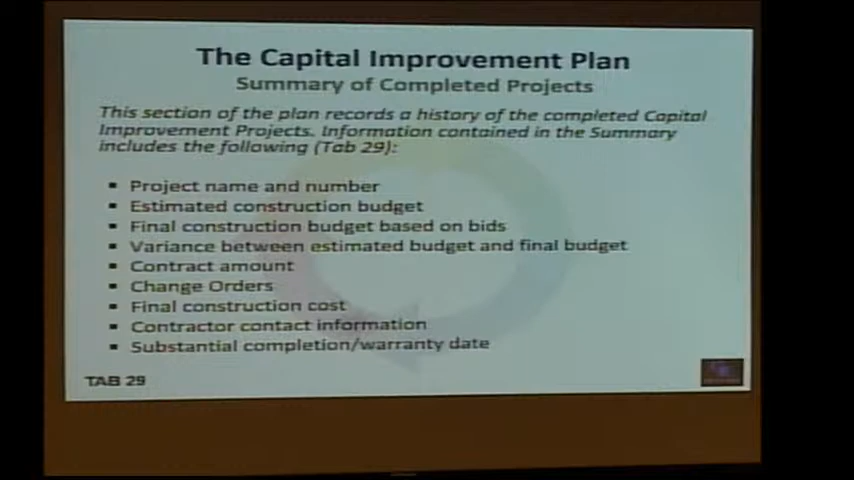 The Capital Improvement Plan
Summary of Completed Projects
This section of the plan records a history of the completed Capital
Improvement Projects. Information contained in the Summary
includes the following (Tab 29):
▪ Project name and number
▪ Estimated construction budget
▪ Final construction budget based on bids
▪ Variance between estimated budget and final budget
▪ Contract amount
▪ Change Orders
▪ Final construction cost
▪ Contractor contact information
▪ Substantial completion/warranty date
TAB 29